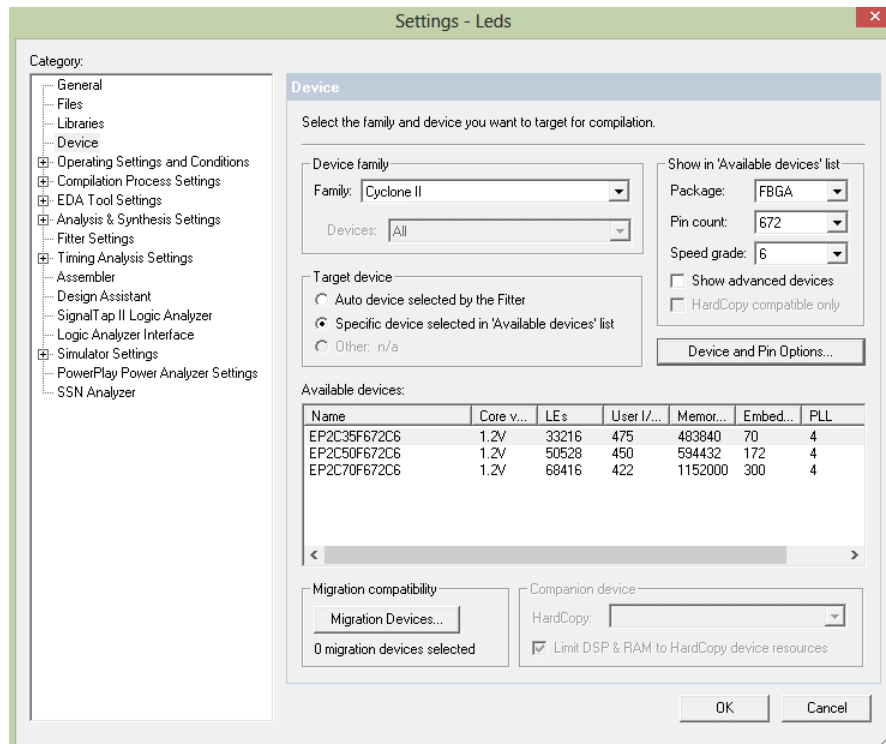 Settings - Leds
Category:
General
Files
Libraries
Device
Operating Settings and Conditions
Compilation Process Settings
EDA Tool Settings
Analysis & Synthesis Settings
Fitter Settings
Timing Analysis Settings
Assembler
Design Assistant
SignalTap II Logic Analyzer
Logic Analyzer Interface
Simulator Settings
PowerPlay Power Analyzer Settings
SSN Analyzer
Device
Select the family and device you want to target for compilation.
Device family
Family: Cyclone II
Devices: All
Target device
Auto device selected by the Fitter
Specific device selected in 'Available devices' list
Other: n/a
Show in 'Available devices' list
Package: FBGA
Pin count: 672
Speed grade: 6
Show advanced devices
HardCopy compatible only
Device and Pin Options...
Available devices:
Name Core v... LEs User I/... Memor... Embed... PLL
EP2C35F672C6 1.2V 33216 475 483840 70 4
EP2C50F672C6 1.2V 50528 450 594432 172 4
EP2C70F672C6 1.2V 68416 422 1152000 300 4
Migration compatibility
Migration Devices...
0 migration devices selected
Companion device
HardCopy:
Limit DSP & RAM to HardCopy device resources
OK Cancel